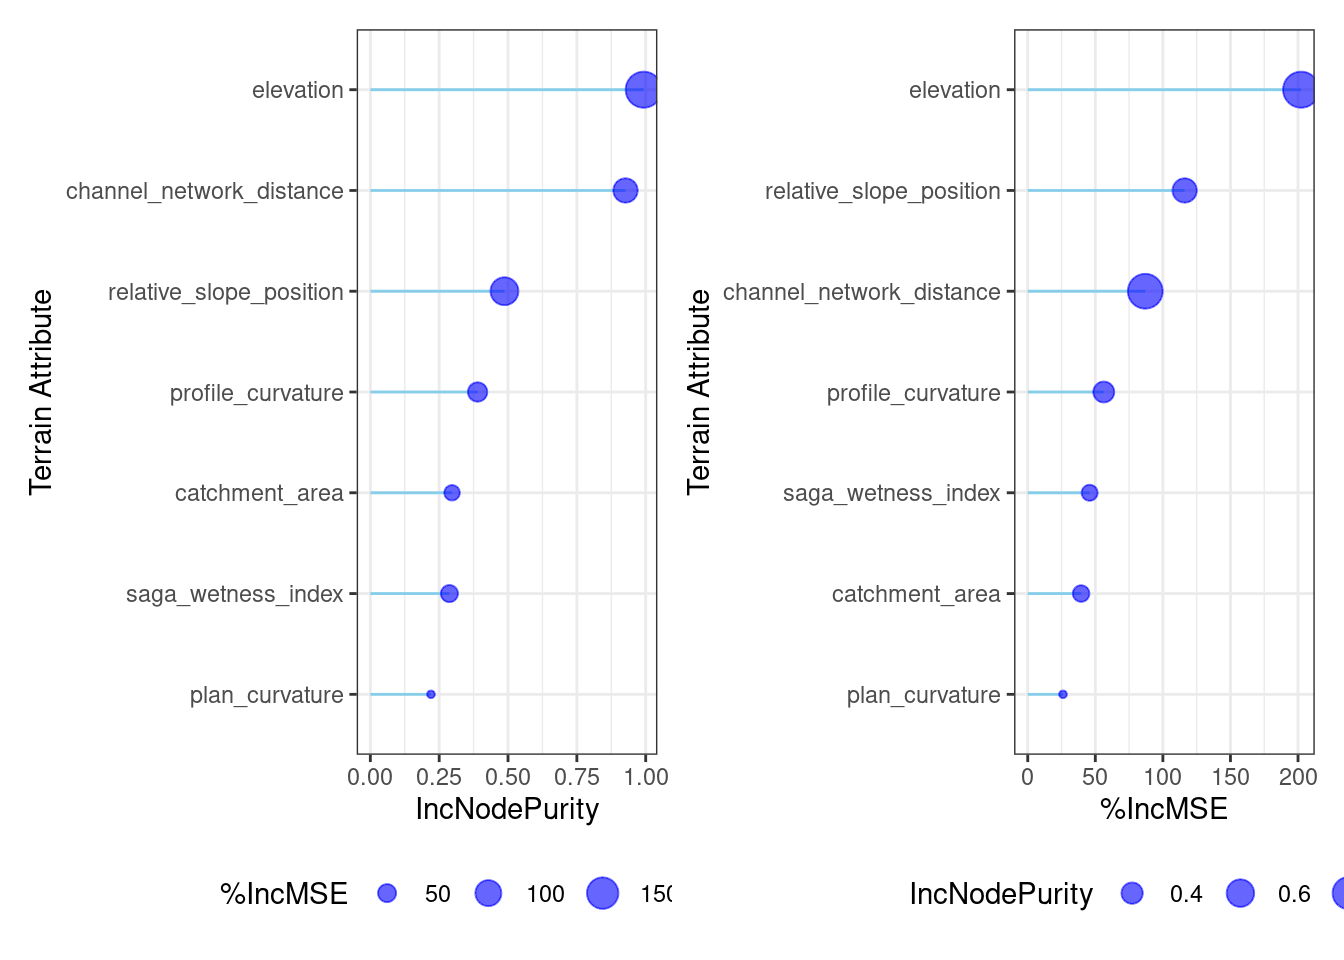 elevation
channel_network_distance
relative_slope_position
profile_curvature
catchment_area
saga_wetness_index
plan_curvature
Terrain Attribute
0.00 0.25 0.50 0.75 1.00
IncNodePurity
%IncMSE 50 100 150
elevation
relative_slope_position
channel_network_distance
profile_curvature
saga_wetness_index
catchment_area
plan_curvature
Terrain Attribute
0 50 100 150 200
%IncMSE
IncNodePurity 0.4 0.6